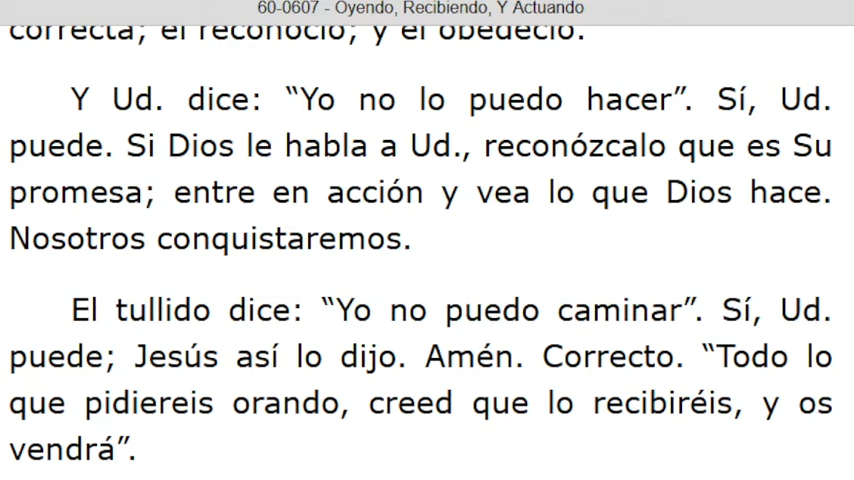 60-0607 - Oyendo, Recibiendo, Y Actuando
correcta; él reconoció; y él obedeció.
Y Ud. dice: “Yo no lo puedo hacer”. Sí, Ud.
puede. Si Dios le habla a Ud., reconózcalo que es Su
promesa; entre en acción y vea lo que Dios hace.
Nosotros conquistaremos.
El tullido dice: “Yo no puedo caminar”. Sí, Ud.
puede; Jesús así lo dijo. Amén. Correcto. “Todo lo
que pidiereis orando, creed que lo recibiréis, y os
vendrá”.